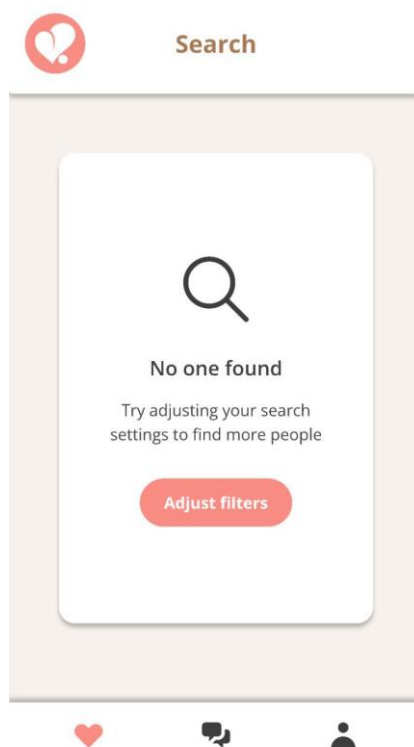 Search
No one found
Try adjusting your search
settings to find more people
Adjust filters